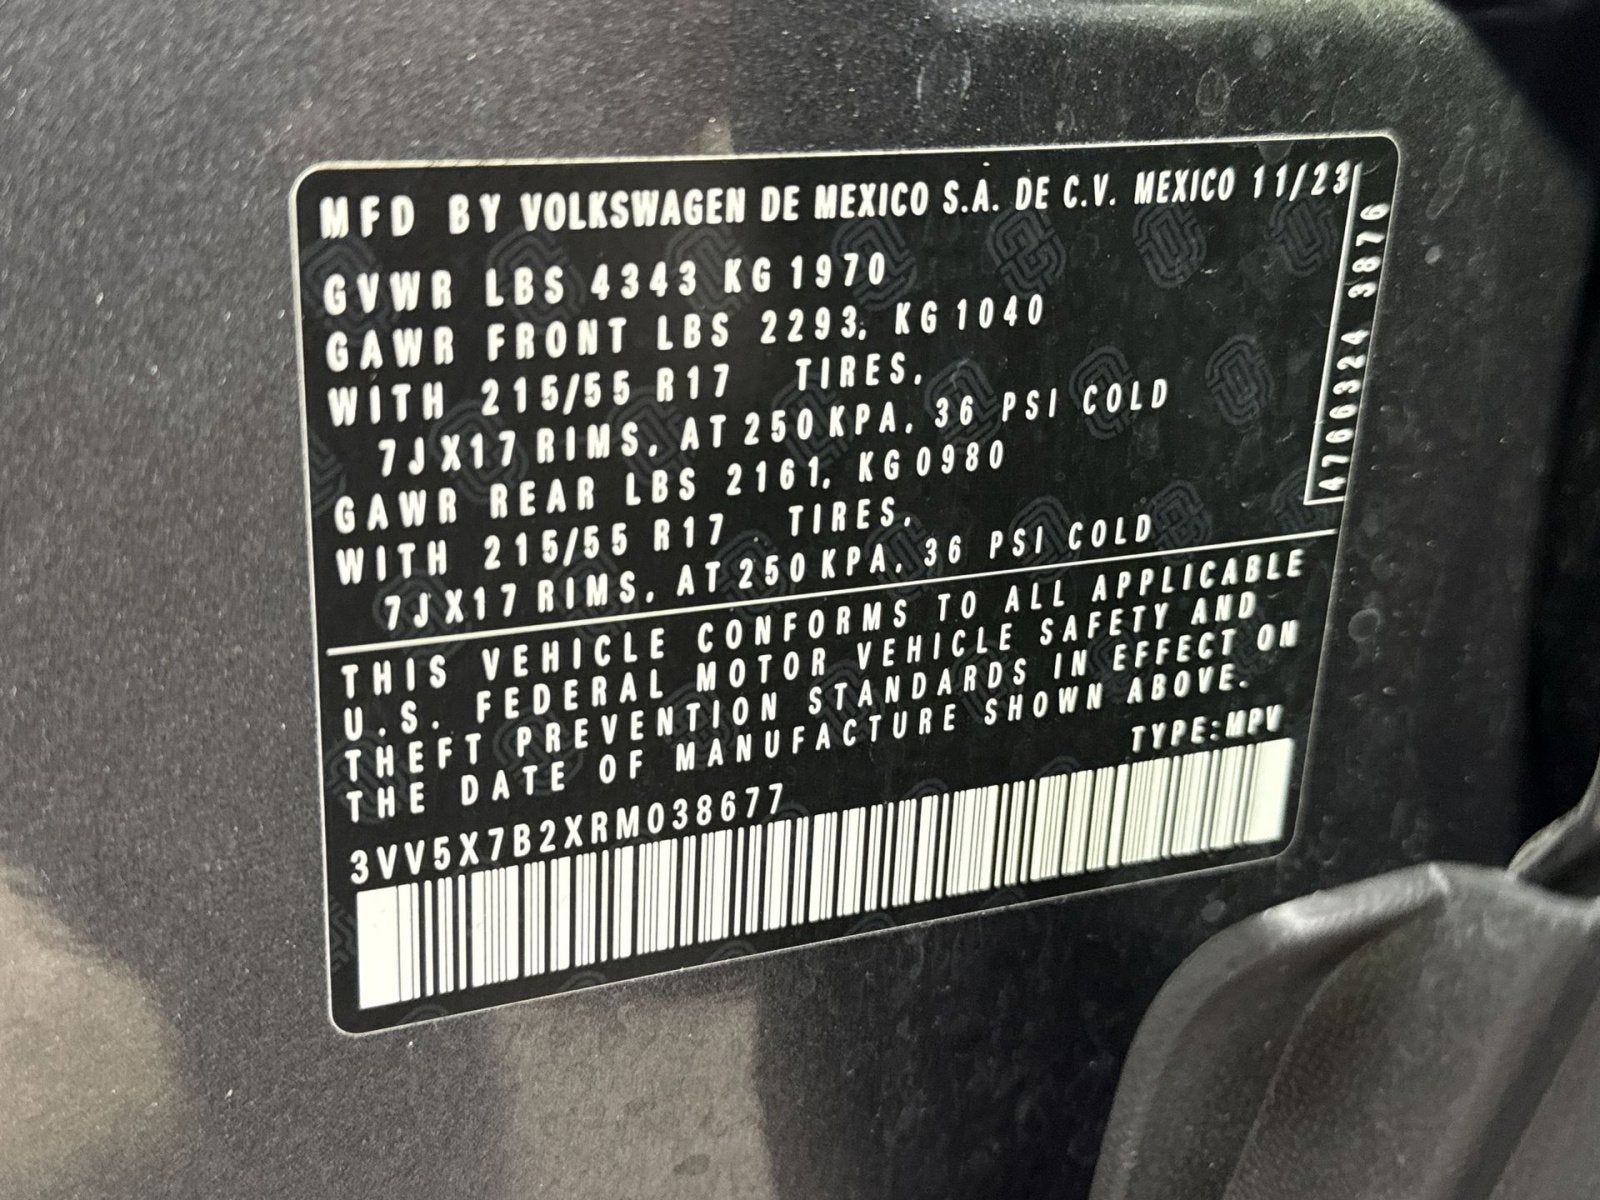 MFD BY VOLKSWAGEN DE MEXICO S.A. DE C.V. MEXICO 11/23
GVWR LBS 4343 KG 1970
GAWR FRONT LBS 2293, KG 1040
WITH 215/55 R17 TIRES,
7JX17 RIMS, AT 250 KPA, 36 PSI COLD
GAWR REAR LBS 2161, KG 0980
WITH 215/55 R17 TIRES,
7JX17 RIMS, AT 250 KPA, 36 PSI COLD
4766324 3876
THIS VEHICLE CONFORMS TO ALL APPLICABLE
U.S. FEDERAL MOTOR VEHICLE SAFETY AND
THEFT PREVENTION STANDARDS IN EFFECT ON
THE DATE OF MANUFACTURE SHOWN ABOVE.
TYPE:MPV
3VV5X7B2XRM038677